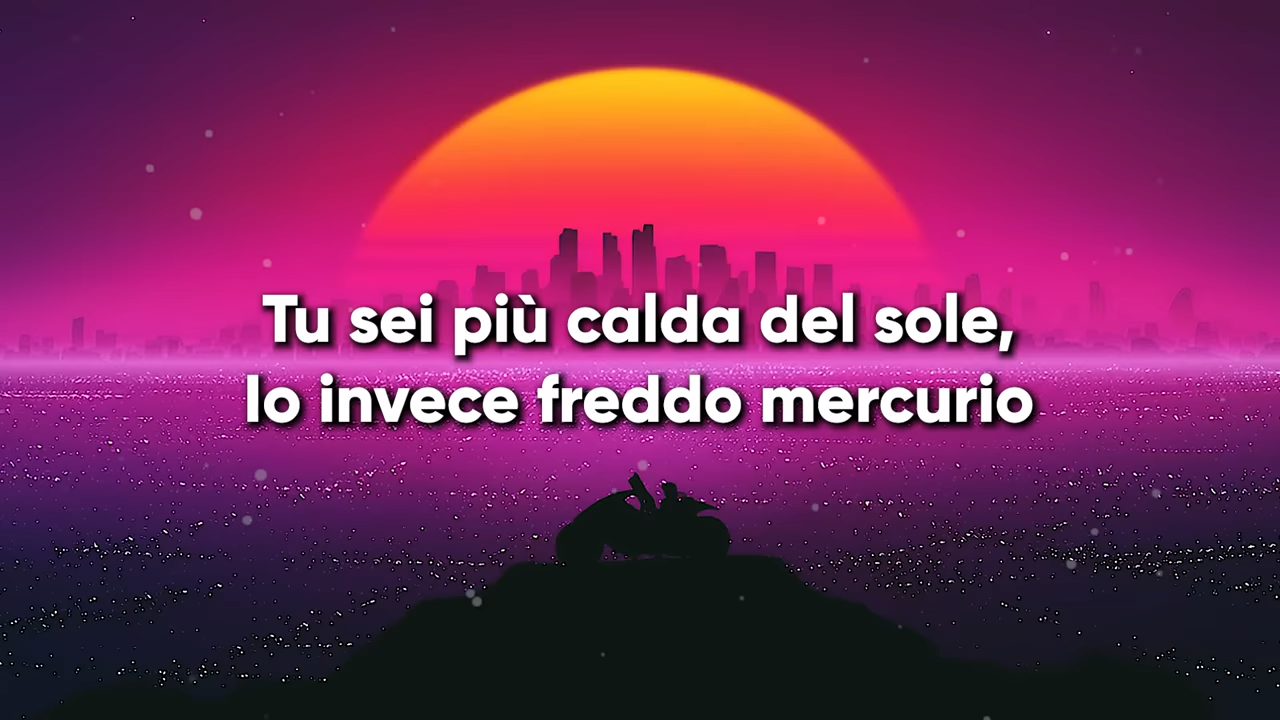 Tu sei più calda del sole,
Io invece freddo mercurio